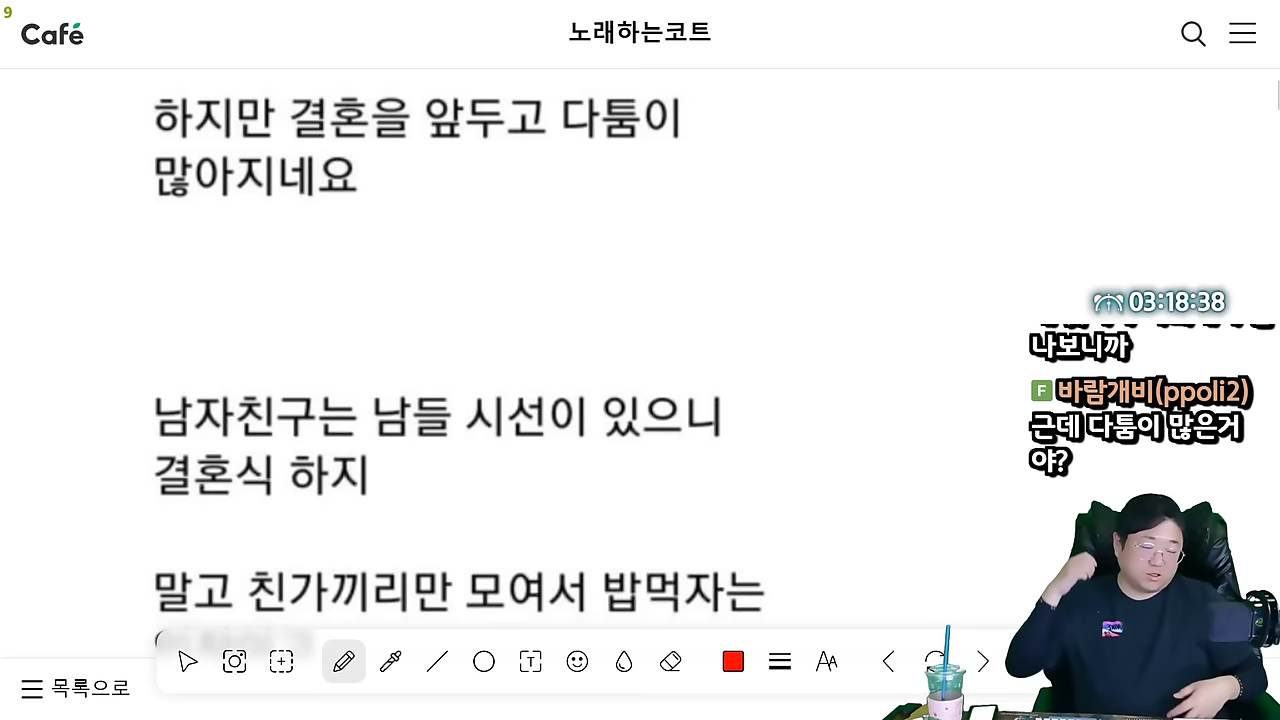 9
Café
노래하는코트
하지만 결혼을 앞두고 다툼이
많아지네요
03:18:38
나보니까
F 바람개비(ppoli2)
근데 다툼이 많은거
야?
남자친구는 남들 시선이 있으니
결혼식 하지
말고 친가끼리만 모여서 밥먹자는
목록으로
T
AA